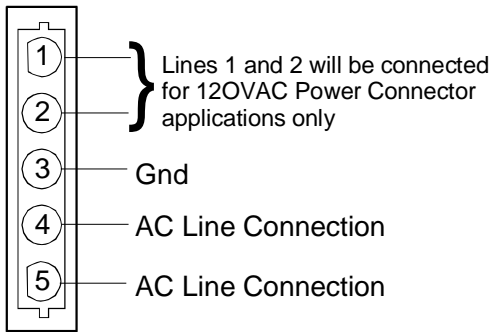 1
Lines 1 and 2 will be connected
for 12OVAC Power Connector
applications only
2
3
Gnd
4
AC Line Connection
5
AC Line Connection